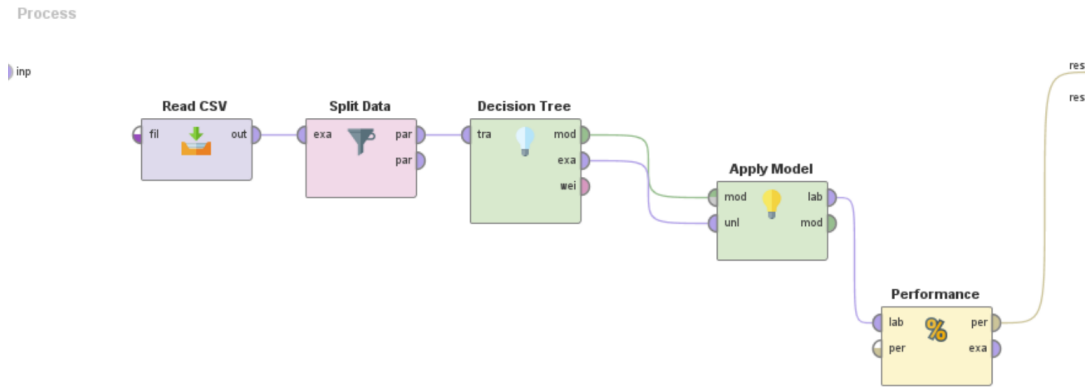 Process
inp
res
res
Read CSV
fil
out
Split Data
exa
par
par
Decision Tree
tra
mod
exa
wei
Apply Model
mod
lab
unl
mod
Performance
lab
per
%
per
exa